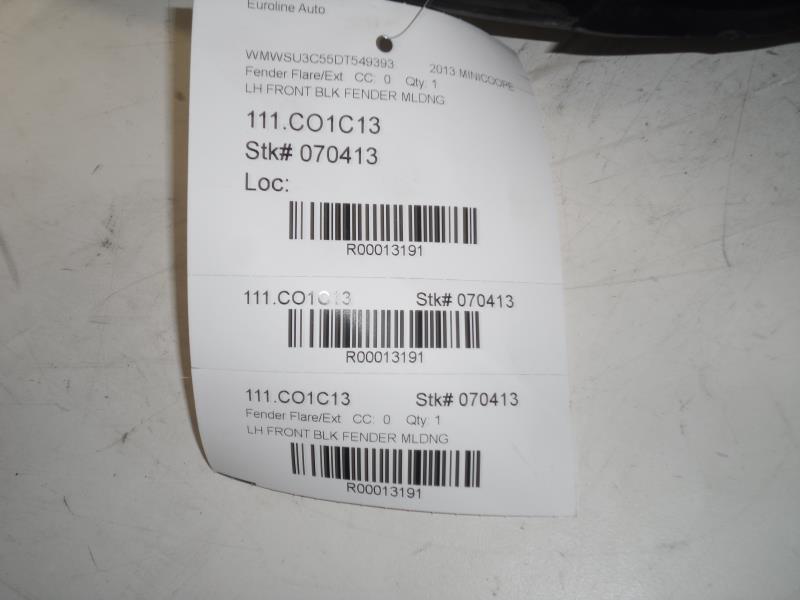 Euroline Auto
WMWSU3C55DT549393 2013 MINICOOPE
Fender Flare/Ext CC: 0 Qty: 1
LH FRONT BLK FENDER MLDNG
111.CO1C13
Stk# 070413
Loc:
R00013191
111.CO1C13 Stk# 070413
R00013191
111.CO1C13 Stk# 070413
Fender Flare/Ext CC: 0 Qty: 1
LH FRONT BLK FENDER MLDNG
R00013191